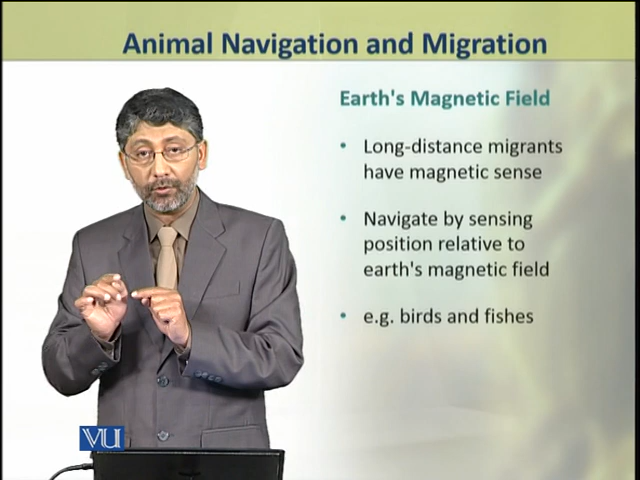 Animal Navigation and Migration
Earth's Magnetic Field
• Long-distance migrants
have magnetic sense
• Navigate by sensing
position relative to
earth's magnetic field
• e.g. birds and fishes
VU